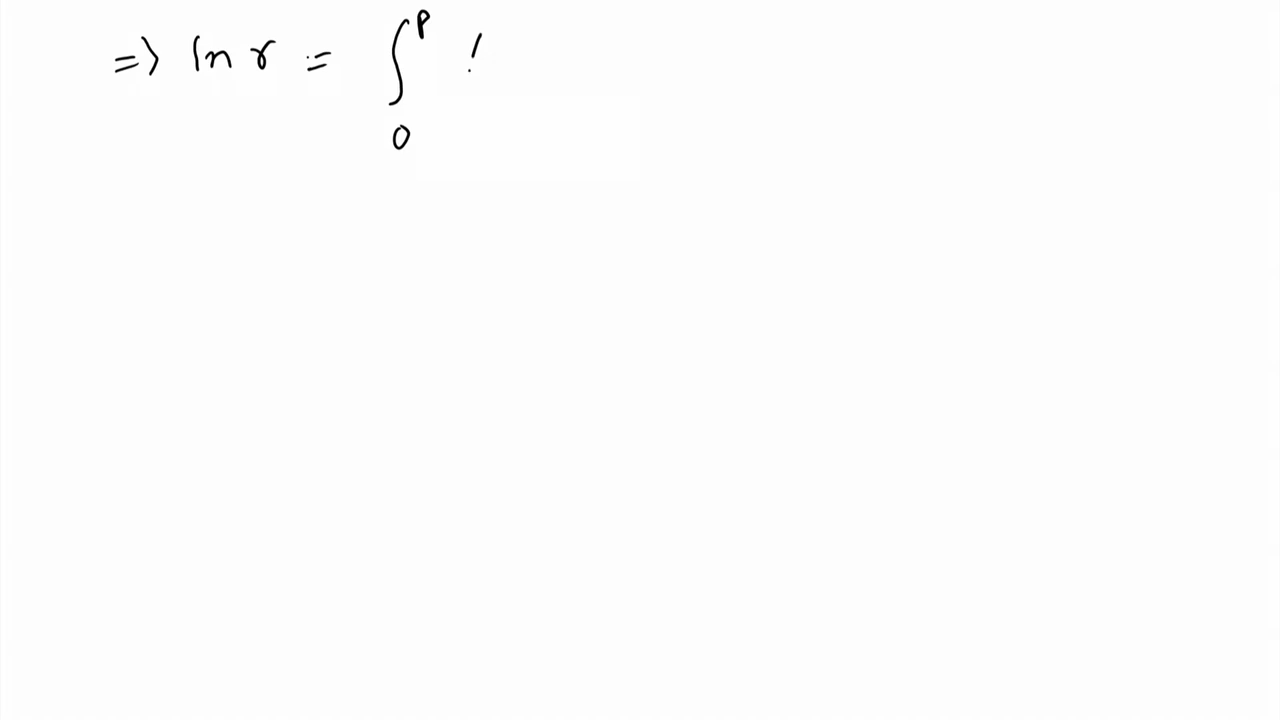 => ln r = ∫₀ᴾ